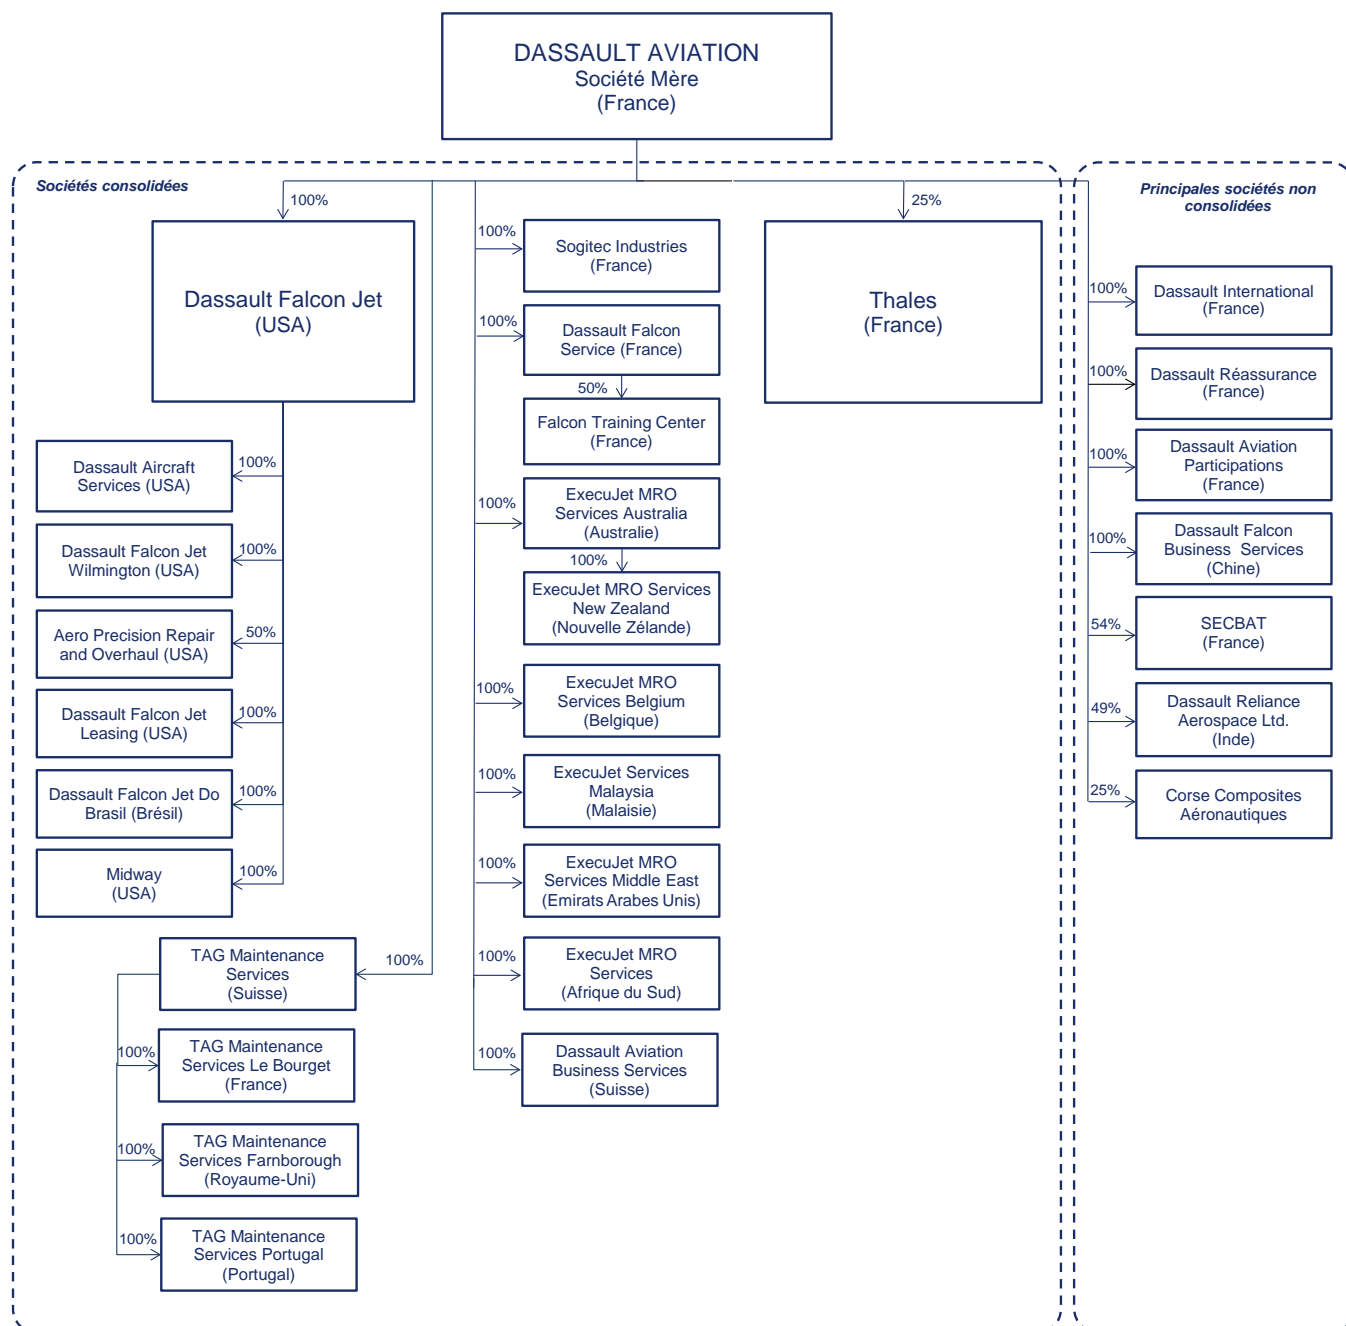 DASSAULT AVIATION
Société Mère
(France)
Sociétés consolidées
Principales sociétés non
consolidées
100%
Dassault Falcon Jet
(USA)
100%
Dassault Aircraft
Services (USA)
100%
Dassault Falcon Jet
Wilmington (USA)
50%
Aero Precision Repair
and Overhaul (USA)
100%
Dassault Falcon Jet
Leasing (USA)
100%
Dassault Falcon Jet Do
Brasil (Brésil)
100%
Midway
(USA)
100%
TAG Maintenance
Services
(Suisse)
100%
TAG Maintenance
Services Le Bourget
(France)
100%
TAG Maintenance
Services Farnborough
(Royaume-Uni)
100%
TAG Maintenance
Services Portugal
(Portugal)
100%
Sogitec Industries
(France)
100%
Dassault Falcon
Service (France)
50%
Falcon Training Center
(France)
100%
ExecuJet MRO
Services Australia
(Australie)
100%
ExecuJet MRO Services
New Zealand
(Nouvelle Zélande)
100%
ExecuJet MRO
Services Belgium
(Belgique)
100%
ExecuJet Services
Malaysia
(Malaisie)
100%
ExecuJet MRO
Services Middle East
(Emirats Arabes Unis)
100%
ExecuJet MRO
Services
(Afrique du Sud)
100%
Dassault Aviation
Business Services
(Suisse)
25%
Thales
(France)
100%
Dassault International
(France)
100%
Dassault Réassurance
(France)
100%
Dassault Aviation
Participations
(France)
100%
Dassault Falcon
Business Services
(Chine)
54%
SECBAT
(France)
49%
Dassault Reliance
Aerospace Ltd.
(Inde)
25%
Corse Composites
Aéronautiques